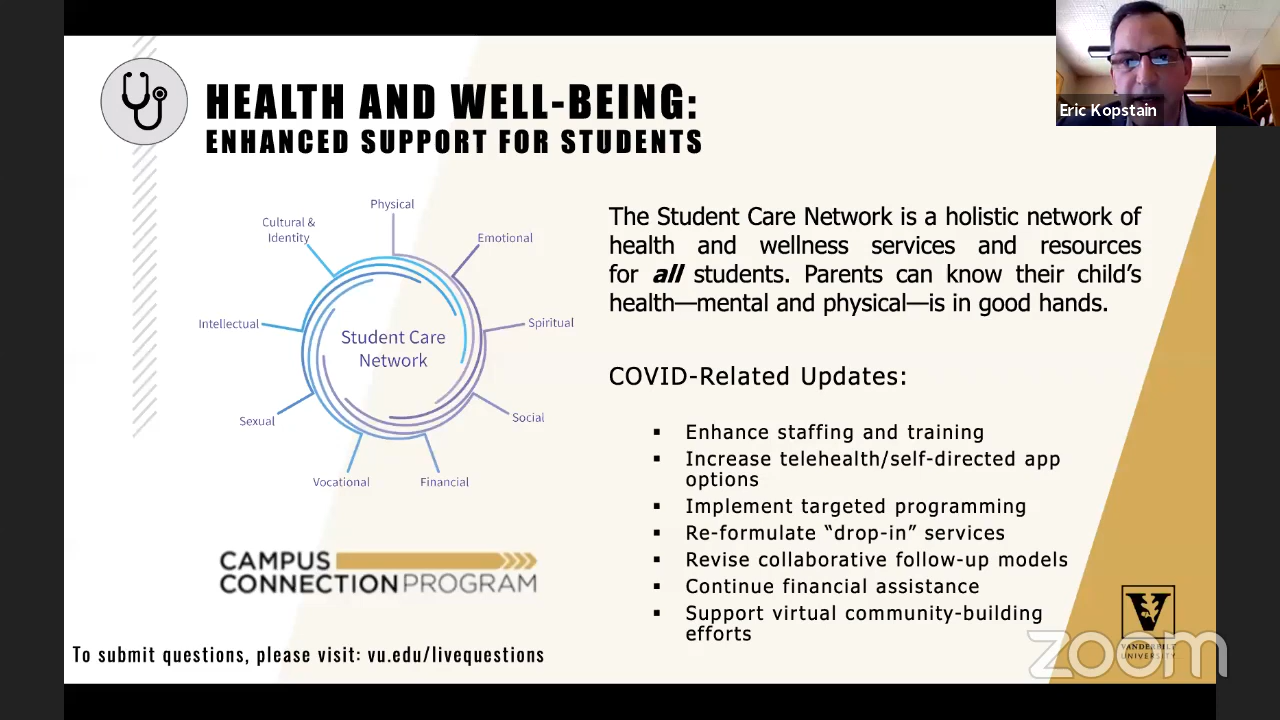 HEALTH AND WELL-BEING:
ENHANCED SUPPORT FOR STUDENTS
Eric Kopstain
Physical
Cultural &
Identity
Emotional
Intellectual
Spiritual
Student Care
Network
Sexual
Social
Vocational
Financial
CAMPUS
CONNECTION PROGRAM
The Student Care Network is a holistic network of
health and wellness services and resources
for all students. Parents can know their child’s
health—mental and physical—is in good hands.
COVID-Related Updates:
▪ Enhance staffing and training
▪ Increase telehealth/self-directed app
options
▪ Implement targeted programming
▪ Re-formulate “drop-in” services
▪ Revise collaborative follow-up models
▪ Continue financial assistance
▪ Support virtual community-building
efforts
To submit questions, please visit: vu.edu/livequestions
V
VANDERBILT
UNIVERSITY
zoom